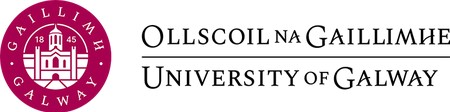 GAILLIMH
18 45
GALWAY
OLLSCOIL NA GAILLIMHE
UNIVERSITY OF GALWAY